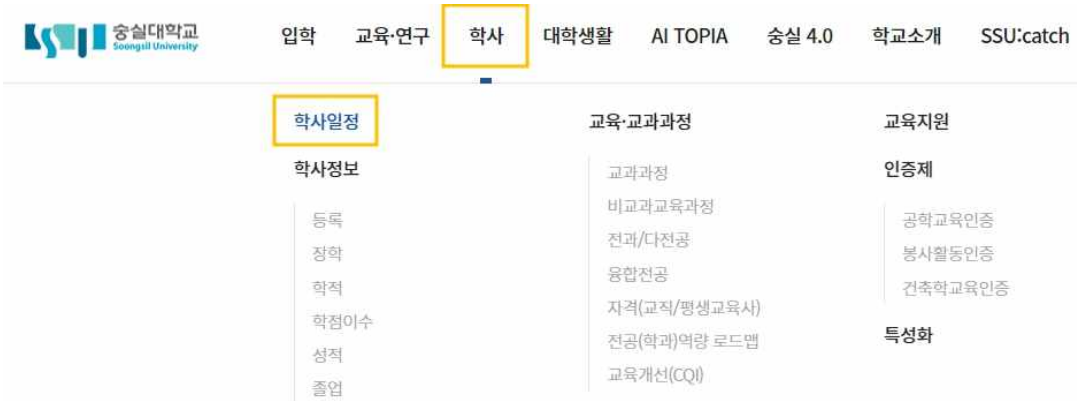 숭실대학교
Soongsil University
입학 교육·연구 학사 대학생활 AI TOPIA 숭실 4.0 학교소개 SSU:catch
학사일정
학사정보
등록
장학
학적
학점이수
성적
졸업
교육·교과과정
교과과정
비교과교육과정
전과/다전공
융합전공
자격(교직/평생교육사)
전공(학과)역량 로드맵
교육개선(CQI)
교육지원
인증제
공학교육인증
봉사활동인증
건축학교육인증
특성화